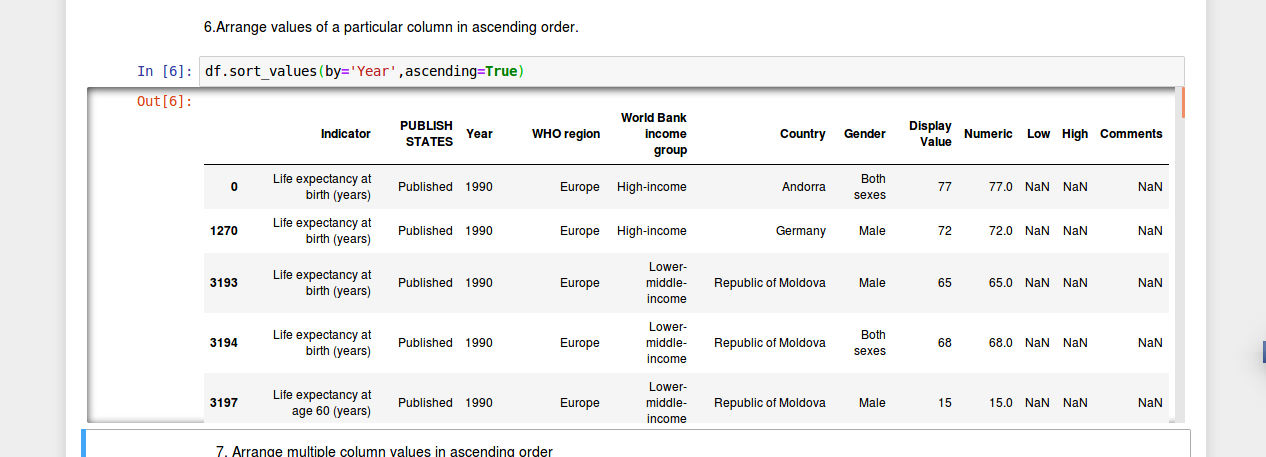 6.Arrange values of a particular column in ascending order.
In [6]: df.sort_values(by='Year',ascending=True)
Out[6]:
Indicator PUBLISH STATES Year WHO region World Bank income group Country Gender Display Value Numeric Low High Comments
0 Life expectancy at birth (years) Published 1990 Europe High-income Andorra Both sexes 77 77.0 NaN NaN NaN
1270 Life expectancy at birth (years) Published 1990 Europe High-income Germany Male 72 72.0 NaN NaN NaN
3193 Life expectancy at birth (years) Published 1990 Europe Lower-middle-income Republic of Moldova Male 65 65.0 NaN NaN NaN
3194 Life expectancy at birth (years) Published 1990 Europe Lower-middle-income Republic of Moldova Both sexes 68 68.0 NaN NaN NaN
3197 Life expectancy at age 60 (years) Published 1990 Europe Lower-middle-income Republic of Moldova Male 15 15.0 NaN NaN NaN
7. Arrange multiple column values in ascending order